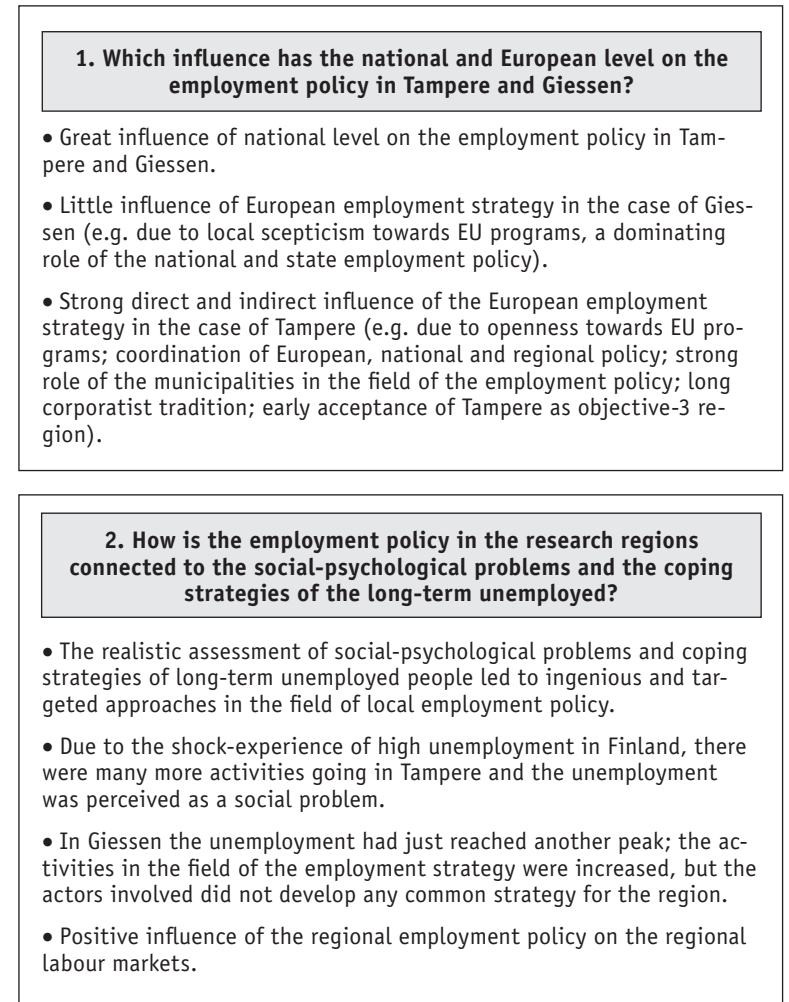 1. Which influence has the national and European level on the
employment policy in Tampere and Giessen?
• Great influence of national level on the employment policy in Tam-
pere and Giessen.
• Little influence of European employment strategy in the case of Gies-
sen (e.g. due to local scepticism towards EU programs, a dominating
role of the national and state employment policy).
• Strong direct and indirect influence of the European employment
strategy in the case of Tampere (e.g. due to openness towards EU pro-
grams; coordination of European, national and regional policy; strong
role of the municipalities in the field of the employment policy; long
corporatist tradition; early acceptance of Tampere as objective-3 re-
gion).
2. How is the employment policy in the research regions
connected to the social-psychological problems and the coping
strategies of the long-term unemployed?
• The realistic assessment of social-psychological problems and coping
strategies of long-term unemployed people led to ingenious and tar-
geted approaches in the field of local employment policy.
• Due to the shock-experience of high unemployment in Finland, there
were many more activities going in Tampere and the unemployment
was perceived as a social problem.
• In Giessen the unemployment had just reached another peak; the ac-
tivities in the field of the employment strategy were increased, but the
actors involved did not develop any common strategy for the region.
• Positive influence of the regional employment policy on the regional
labour markets.